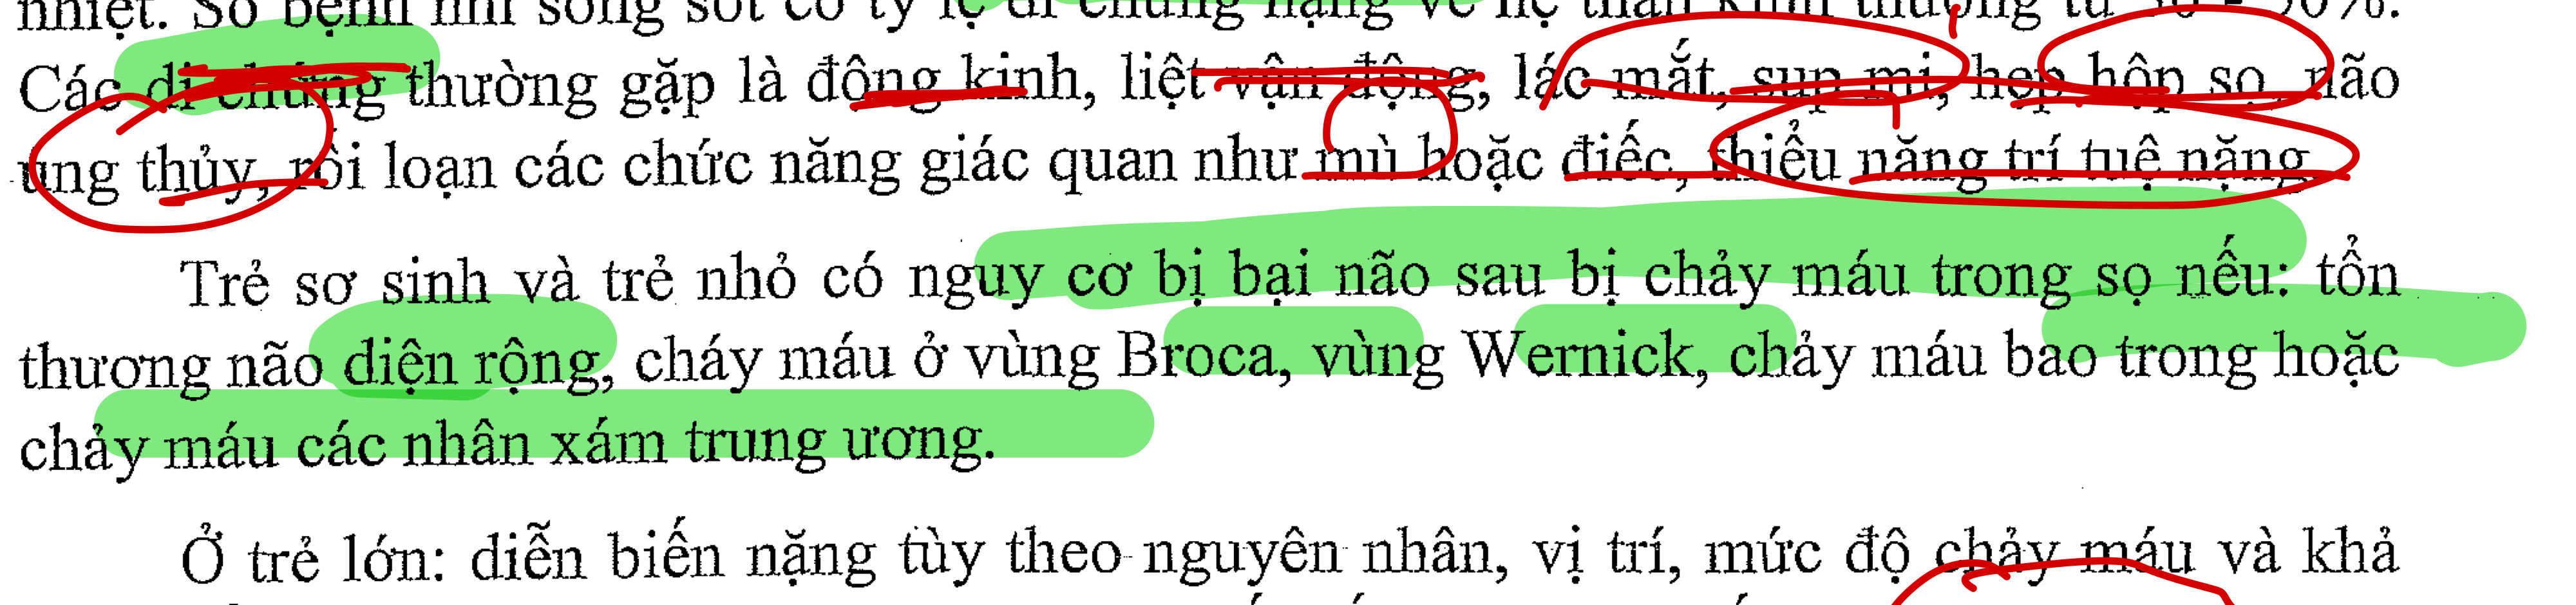 nhiệt. Số bệnh nhi sống sót có tỷ lệ di chứng nặng về hệ thần kinh thường từ 30 - 50%.
Các di chứng thường gặp là động kinh, liệt vận động, lác mắt, sụp mi, hẹp hộp sọ, não
úng thủy, rối loạn các chức năng giác quan như mù hoặc điếc, thiểu năng trí tuệ nặng.
Trẻ sơ sinh và trẻ nhỏ có nguy cơ bị bại não sau bị chảy máu trong sọ nếu: tổn
thương não diện rộng, cháy máu ở vùng Broca, vùng Wernick, chảy máu bao trong hoặc
chảy máu các nhân xám trung ương.
Ở trẻ lớn: diễn biến nặng tùy theo nguyên nhân, vị trí, mức độ chảy máu và khả